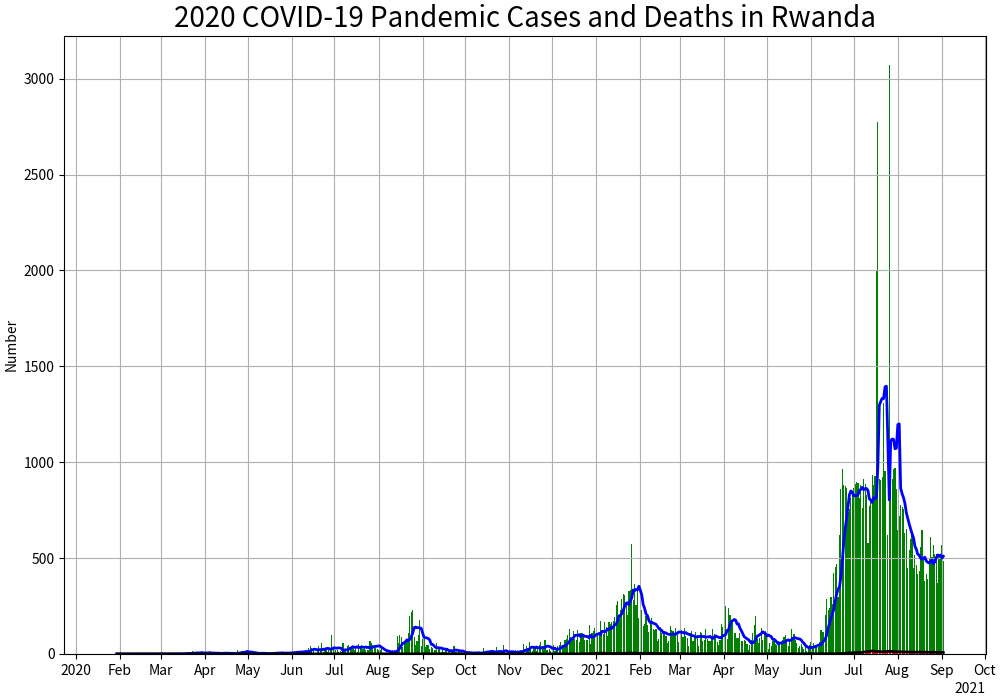 2020 COVID-19 Pandemic Cases and Deaths in Rwanda
3000
2500
2000
1500
1000
500
0
Number
2020 Feb Mar Apr May Jun Jul Aug Sep Oct Nov Dec 2021 Feb Mar Apr May Jun Jul Aug Sep Oct
2021